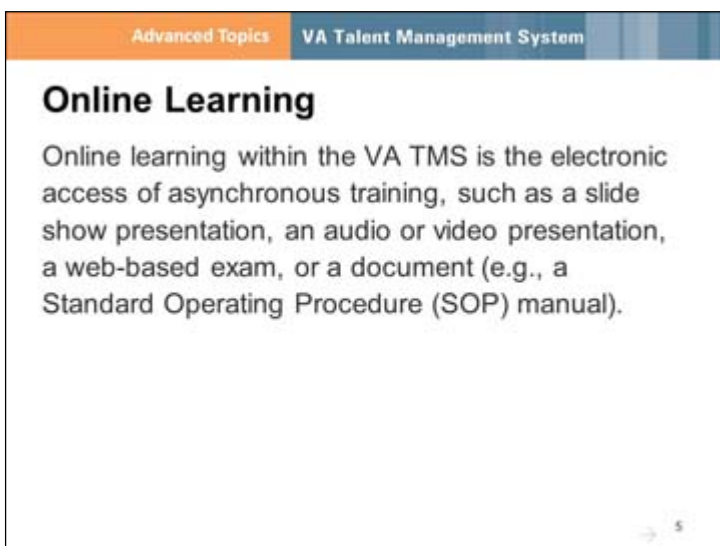 Advanced Topics VA Talent Management System
Online Learning
Online learning within the VA TMS is the electronic
access of asynchronous training, such as a slide
show presentation, an audio or video presentation,
a web-based exam, or a document (e.g., a
Standard Operating Procedure (SOP) manual).
5